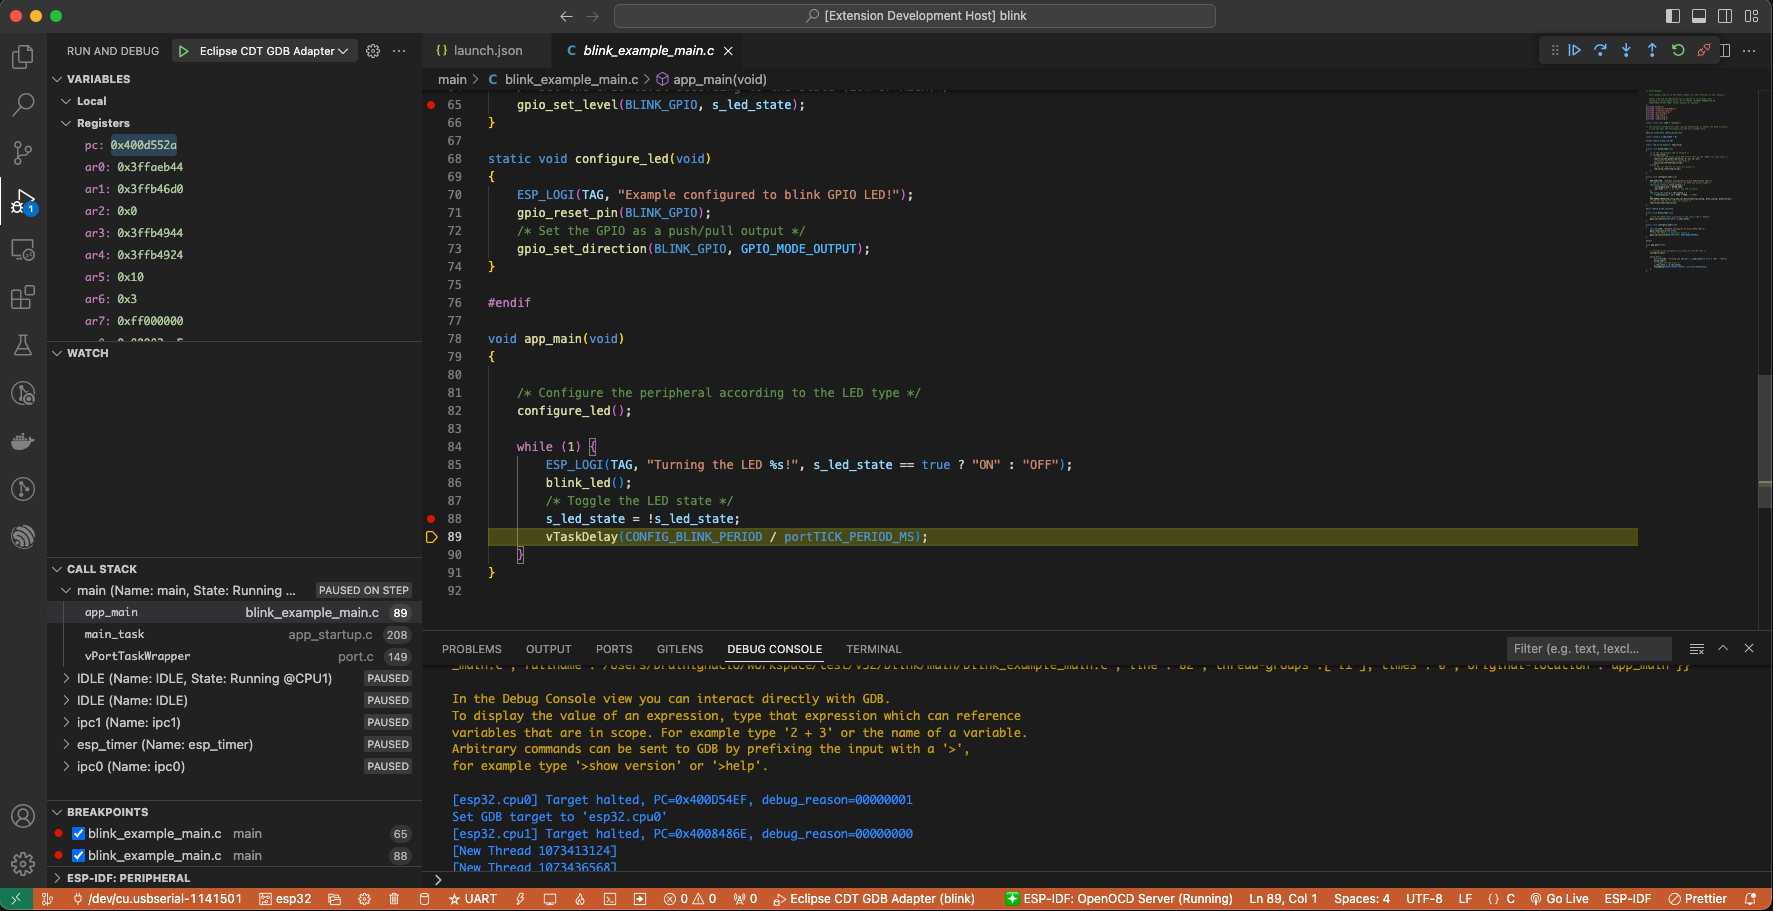 [Extension Development Host] blink
RUN AND DEBUG
Eclipse CDT GDB Adapter
launch.json
blink_example_main.c
main > C blink_example_main.c > app_main(void)
VARIABLES
Local
Registers
pc: 0x400d552a
ar0: 0x3ffaeb44
ar1: 0x3ffb46d0
ar2: 0x0
ar3: 0x3ffb4944
ar4: 0x3ffb4924
ar5: 0x10
ar6: 0x3
ar7: 0xff000000
WATCH
CALL STACK
main (Name: main, State: Running ... PAUSED ON STEP
app_main blink_example_main.c 89
main_task app_startup.c 208
vPortTaskWrapper port.c 149
IDLE (Name: IDLE, State: Running @CPU1) PAUSED
IDLE (Name: IDLE) PAUSED
ipc1 (Name: ipc1) PAUSED
esp_timer (Name: esp_timer) PAUSED
ipc0 (Name: ipc0) PAUSED
BREAKPOINTS
blink_example_main.c main 65
blink_example_main.c main 88
ESP-IDF: PERIPHERAL
65 gpio_set_level(BLINK_GPIO, s_led_state);
66 }
67
68 static void configure_led(void)
69 {
70 ESP_LOGI(TAG, "Example configured to blink GPIO LED!");
71 gpio_reset_pin(BLINK_GPIO);
72 /* Set the GPIO as a push/pull output */
73 gpio_set_direction(BLINK_GPIO, GPIO_MODE_OUTPUT);
74 }
75
76 #endif
77
78 void app_main(void)
79 {
80
81 /* Configure the peripheral according to the LED type */
82 configure_led();
83
84 while (1) {
85 ESP_LOGI(TAG, "Turning the LED %s!", s_led_state == true ? "ON" : "OFF");
86 blink_led();
87 /* Toggle the LED state */
88 s_led_state = !s_led_state;
89 vTaskDelay(CONFIG_BLINK_PERIOD / portTICK_PERIOD_MS);
90 }
91 }
92
PROBLEMS OUTPUT PORTS GITLENS DEBUG CONSOLE TERMINAL
Filter (e.g. text, !excl...
In the Debug Console view you can interact directly with GDB.
To display the value of an expression, type that expression which can reference
variables that are in scope. For example type '2 + 3' or the name of a variable.
Arbitrary commands can be sent to GDB by prefixing the input with a '>',
for example type '>show version' or '>help'.
[esp32.cpu0] Target halted, PC=0x400D54EF, debug_reason=00000001
Set GDB target to 'esp32.cpu0'
[esp32.cpu1] Target halted, PC=0x4008486E, debug_reason=00000000
[New Thread 1073413124]
[New Thread 1073436568]
/dev/cu.usbserial-1141501 esp32 UART 0 0 0 Eclipse CDT GDB Adapter (blink) ESP-IDF: OpenOCD Server (Running) Ln 89, Col 1 Spaces: 4 UTF-8 LF {} C Go Live ESP-IDF Prettier